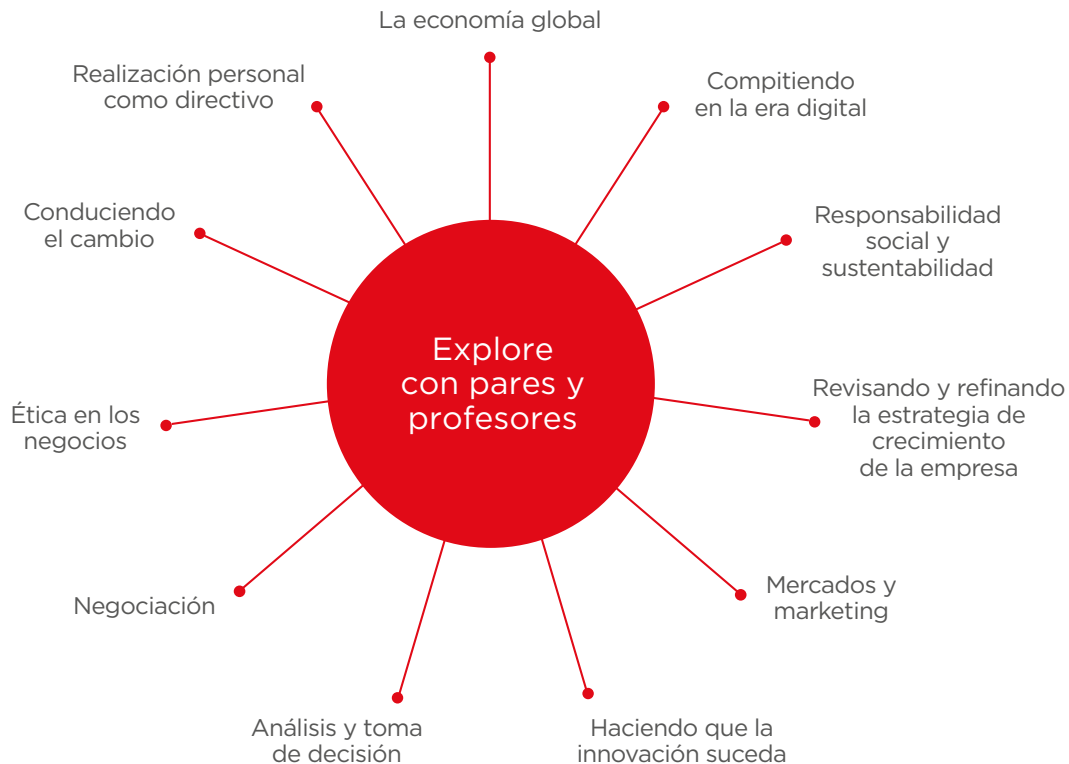 La economía global
Compitiendo
en la era digital
Responsabilidad
social y
sustentabilidad
Revisando y refinando
la estrategia de
crecimiento
de la empresa
Mercados y
marketing
Haciendo que la
innovación suceda
Análisis y toma
de decisión
Negociación
Ética en los
negocios
Conduciendo
el cambio
Realización personal
como directivo
Explore
con pares y
profesores